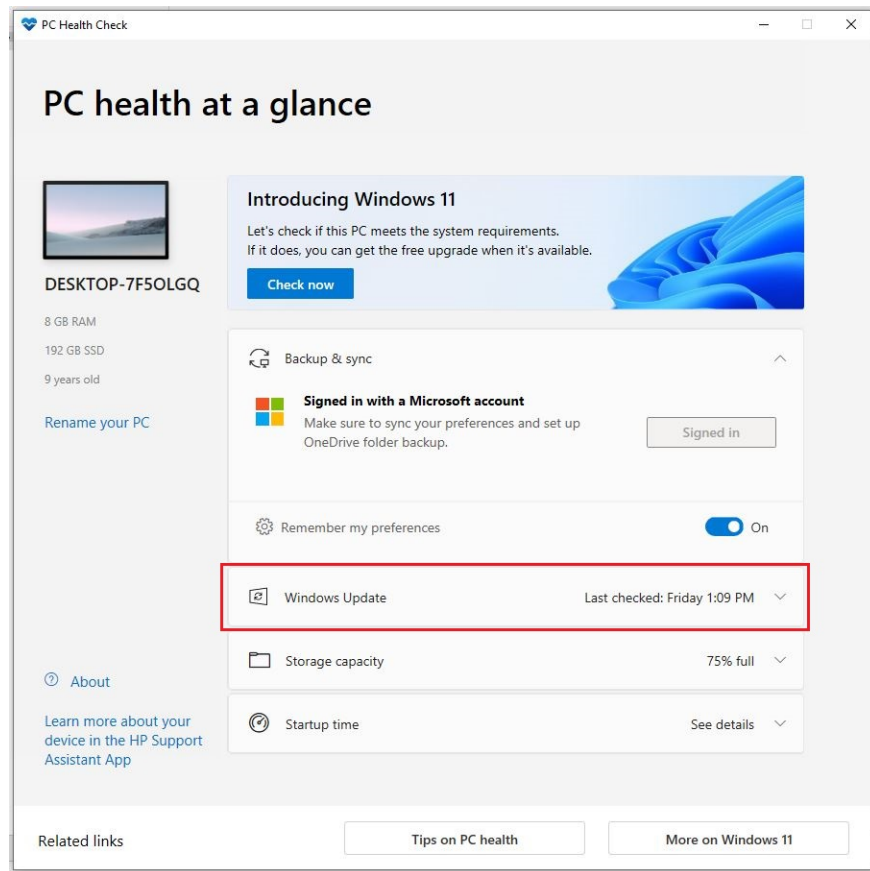 PC Health Check
PC health at a glance
DESKTOP-7F5OLGQ
8 GB RAM
192 GB SSD
9 years old
Rename your PC
Introducing Windows 11
Let's check if this PC meets the system requirements.
If it does, you can get the free upgrade when it's available.
Check now
Backup & sync
Signed in with a Microsoft account
Make sure to sync your preferences and set up
OneDrive folder backup.
Signed in
Remember my preferences
On
Windows Update
Last checked: Friday 1:09 PM
Storage capacity
75% full
Startup time
See details
About
Learn more about your
device in the HP Support
Assistant App
Related links
Tips on PC health
More on Windows 11